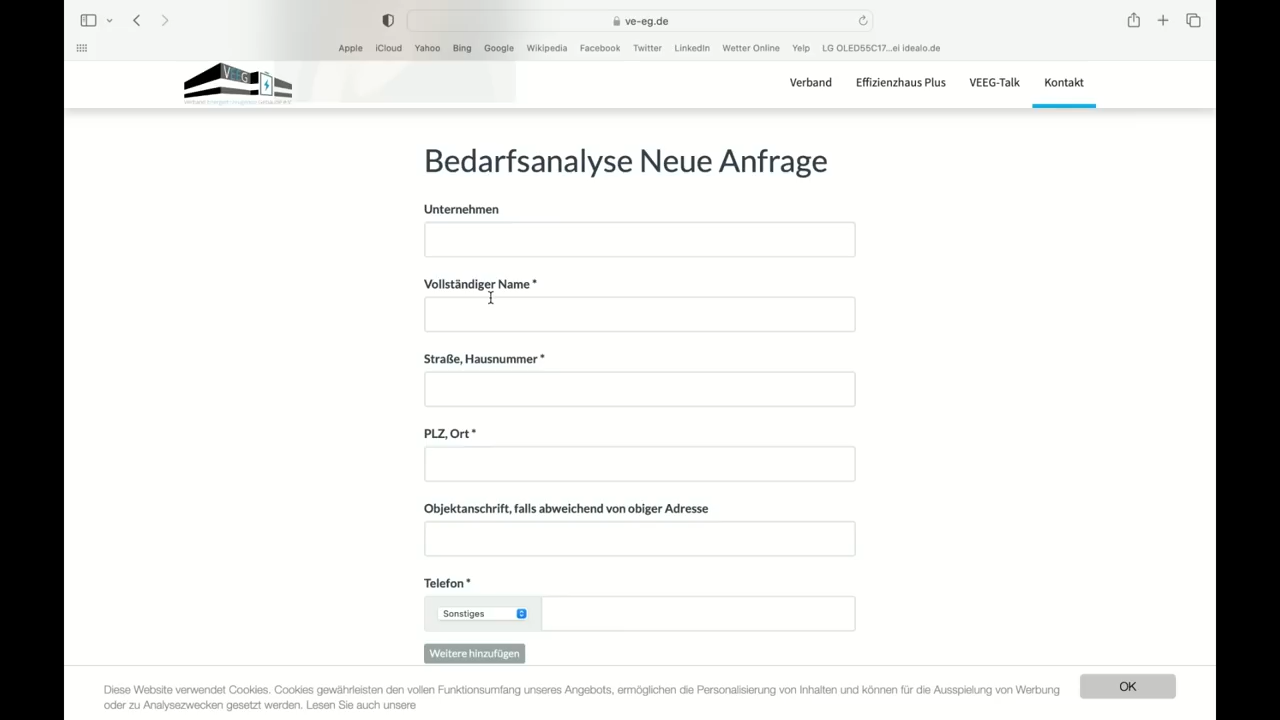 ve-eg.de
Apple iCloud Yahoo Bing Google Wikipedia Facebook Twitter LinkedIn Wetter Online Yelp LG OLED55C17...ei idealo.de
VEEG
Verband Effizienzhaus Plus VEEG-Talk Kontakt
Bedarfsanalyse Neue Anfrage
Unternehmen
Vollständiger Name *
Straße, Hausnummer *
PLZ, Ort *
Objektanschrift, falls abweichend von obiger Adresse
Telefon *
Sonstiges
Weitere hinzufügen
Diese Website verwendet Cookies. Cookies gewährleisten den vollen Funktionsumfang unseres Angebots, ermöglichen die Personalisierung von Inhalten und können für die Ausspielung von Werbung
oder zu Analysezwecken gesetzt werden. Lesen Sie auch unsere
OK